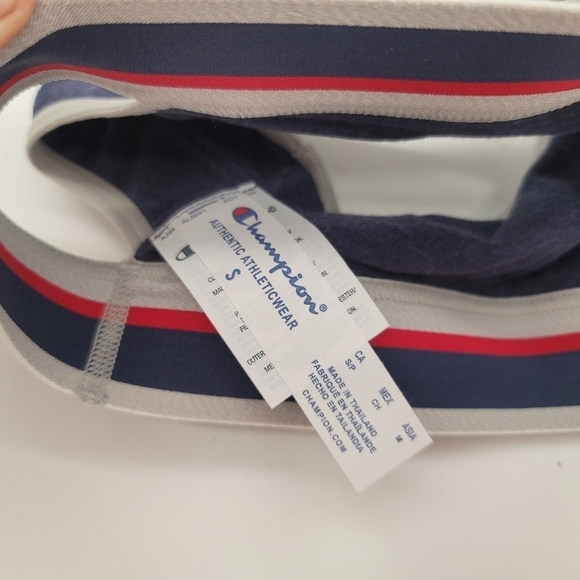 Champion®
AUTHENTIC ATHLETICWEAR
S
CA MEX ASIA
S/P CH M
MADE IN THAILAND
FABRIQUÉ EN THAÏLANDE
HECHO EN TAILANDIA
CHAMPION.COM